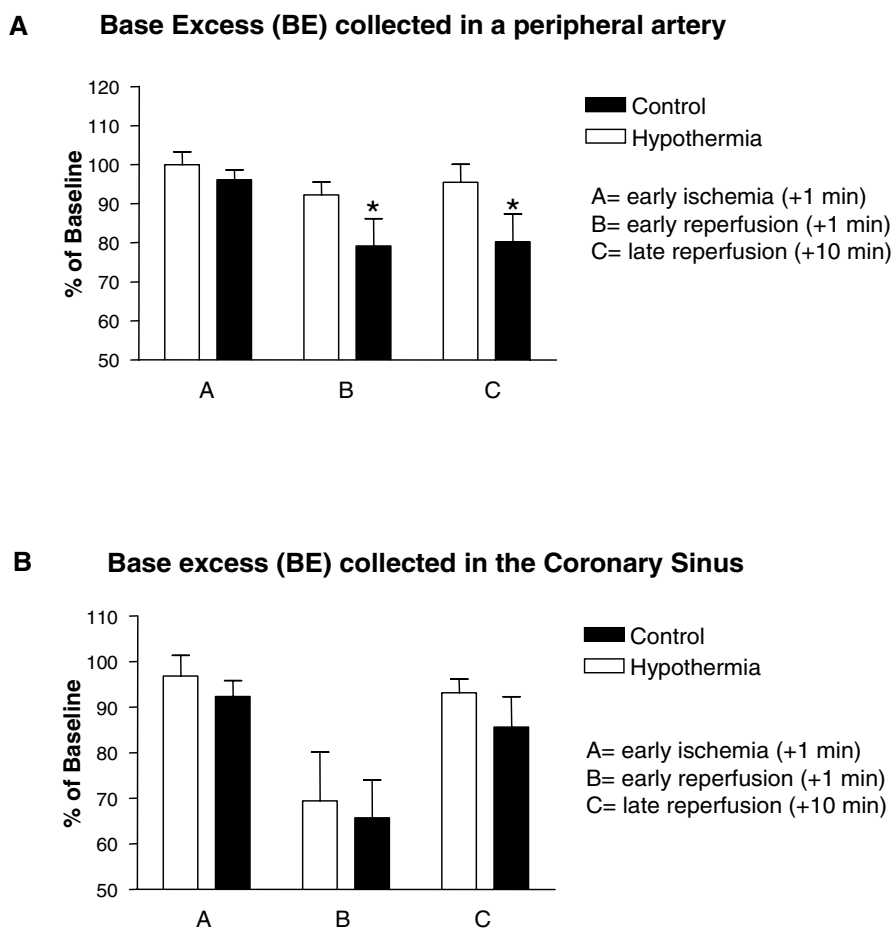 A Base Excess (BE) collected in a peripheral artery
120
110
100
90
80
70
60
50
% of Baseline
* *
A B C
Control
Hypothermia
A= early ischemia (+1 min)
B= early reperfusion (+1 min)
C= late reperfusion (+10 min)
B Base excess (BE) collected in the Coronary Sinus
110
100
90
80
70
60
50
% of Baseline
A B C
Control
Hypothermia
A= early ischemia (+1 min)
B= early reperfusion (+1 min)
C= late reperfusion (+10 min)